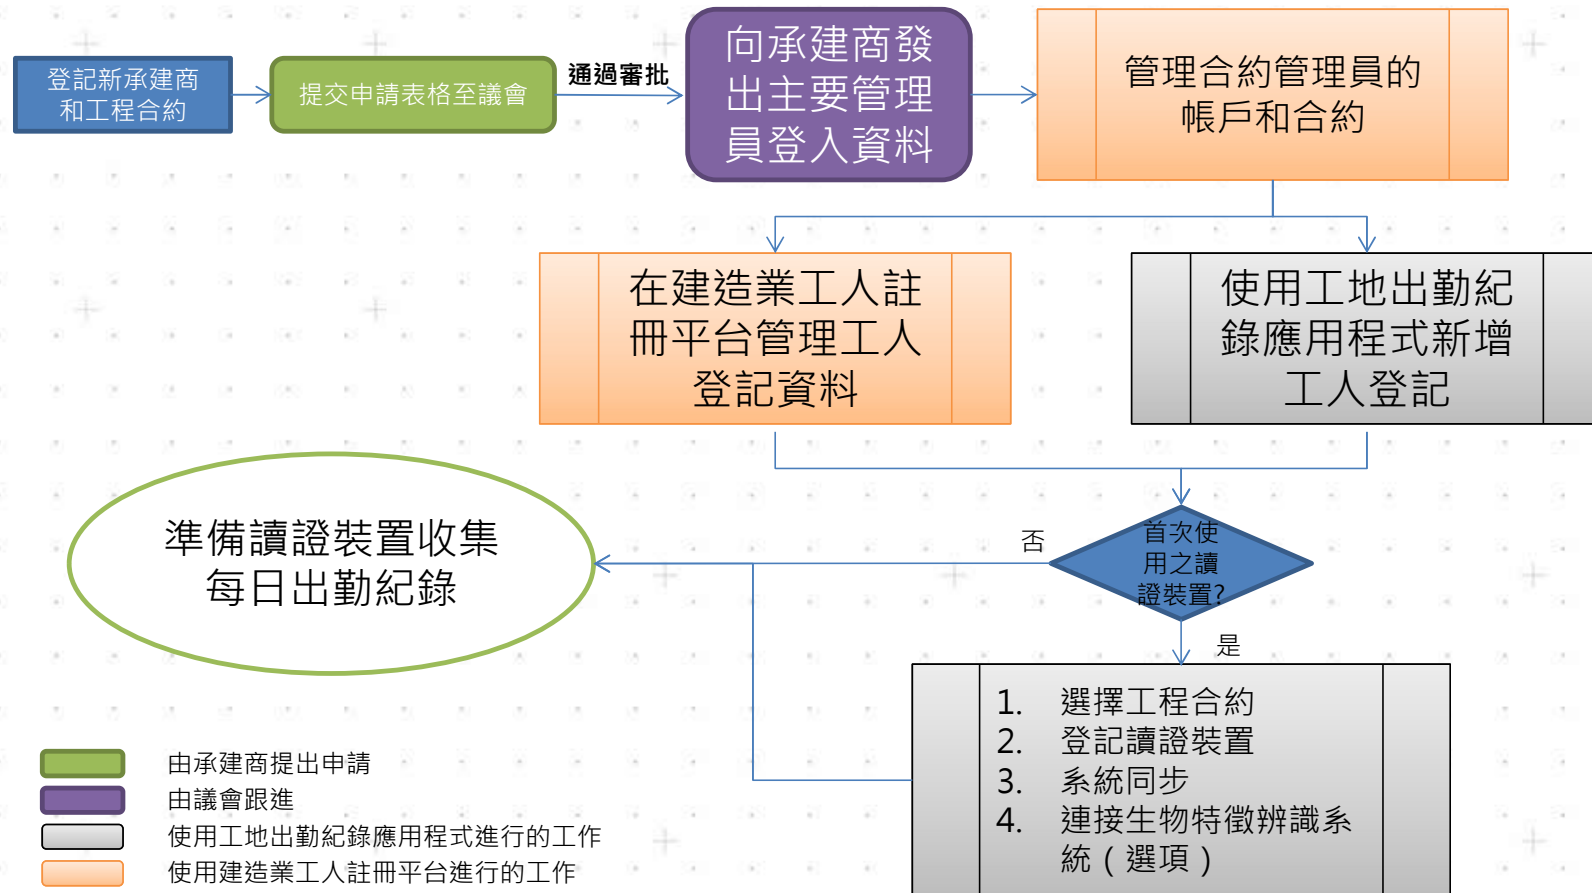 登記新承建商
和工程合約
提交申請表格至議會
通過審批
向承建商發
出主要管理
員登入資料
管理合約管理員的
帳戶和合約
在建造業工人註
冊平台管理工人
登記資料
使用工地出勤紀
錄應用程式新增
工人登記
首次使
用之讀
證裝置?
否
是
準備讀證裝置收集
每日出勤紀錄
1. 選擇工程合約
2. 登記讀證裝置
3. 系統同步
4. 連接生物特徵辨識系
統（選項）
由承建商提出申請
由議會跟進
使用工地出勤紀錄應用程式進行的工作
使用建造業工人註冊平台進行的工作